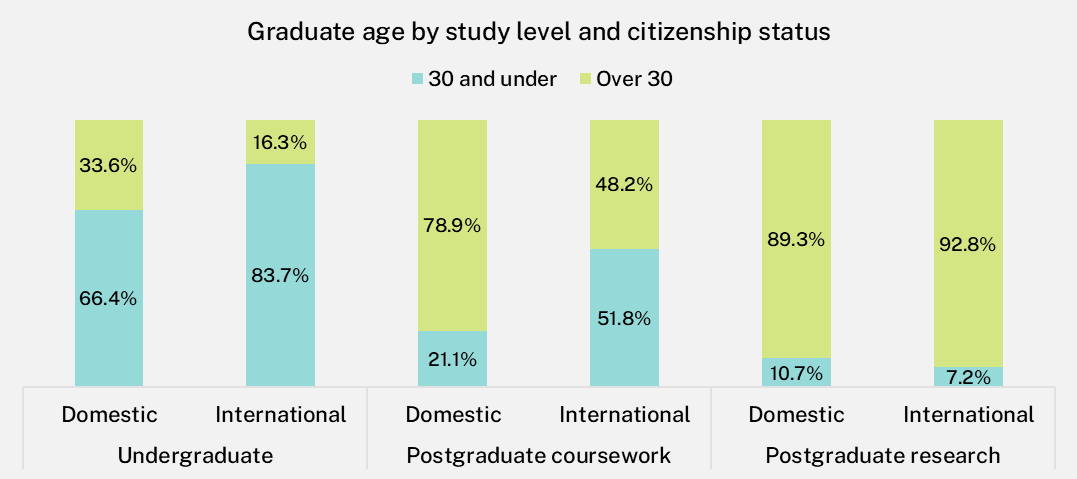 Graduate age by study level and citizenship status
30 and under Over 30
33.6% 16.3% 78.9% 48.2% 89.3% 92.8%
66.4% 83.7% 21.1% 51.8% 10.7% 7.2%
Domestic International Domestic International Domestic International
Undergraduate Postgraduate coursework Postgraduate research